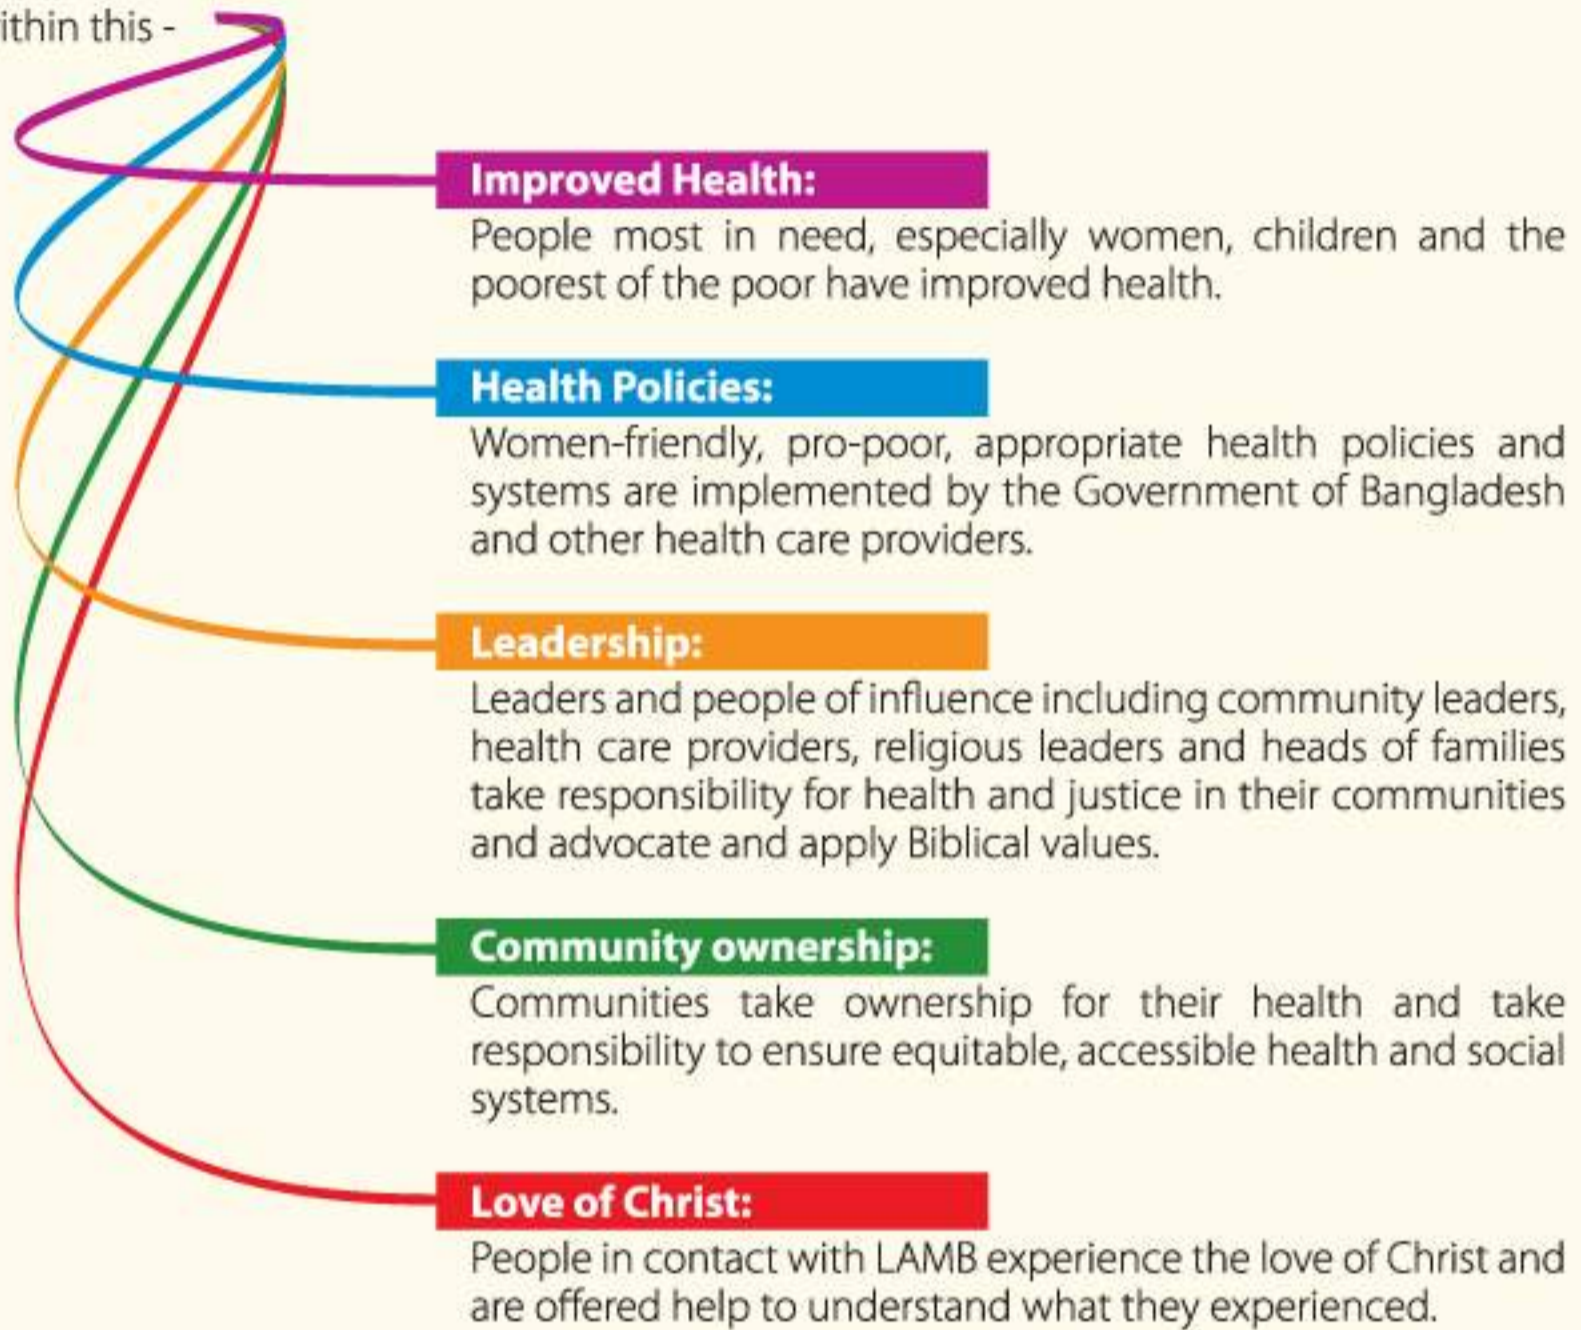 ithin this -
Improved Health:
People most in need, especially women, children and the
poorest of the poor have improved health.
Health Policies:
Women-friendly, pro-poor, appropriate health policies and
systems are implemented by the Government of Bangladesh
and other health care providers.
Leadership:
Leaders and people of influence including community leaders,
health care providers, religious leaders and heads of families
take responsibility for health and justice in their communities
and advocate and apply Biblical values.
Community ownership:
Communities take ownership for their health and take
responsibility to ensure equitable, accessible health and social
systems.
Love of Christ:
People in contact with LAMB experience the love of Christ and
are offered help to understand what they experienced.